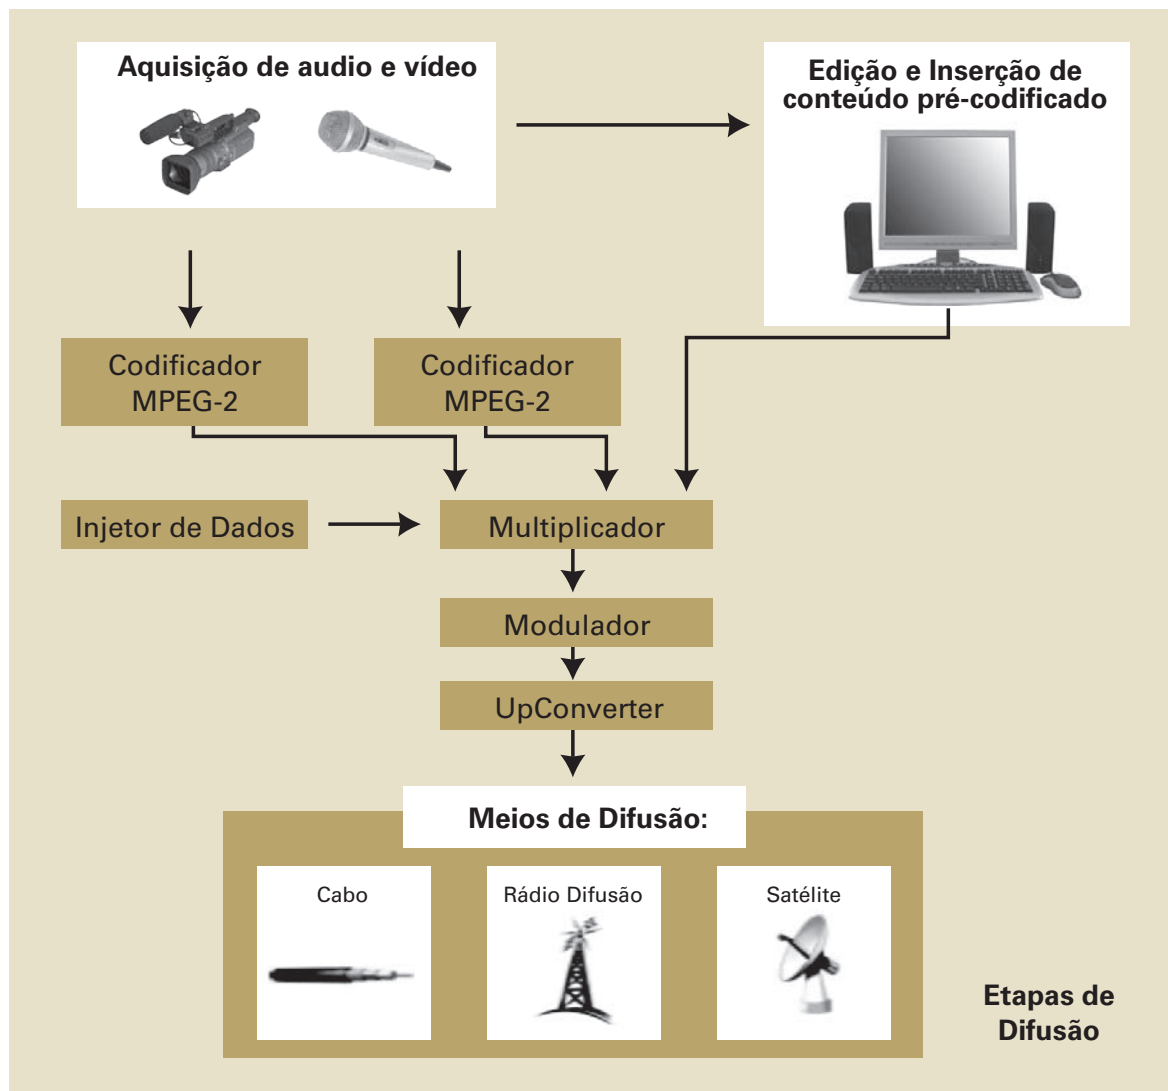 Aquisição de audio e vídeo
Edição e Inserção de
conteúdo pré-codificado
Codificador
MPEG-2
Codificador
MPEG-2
Injetor de Dados
Multiplicador
Modulador
UpConverter
Meios de Difusão:
Cabo
Rádio Difusão
Satélite
Etapas de
Difusão